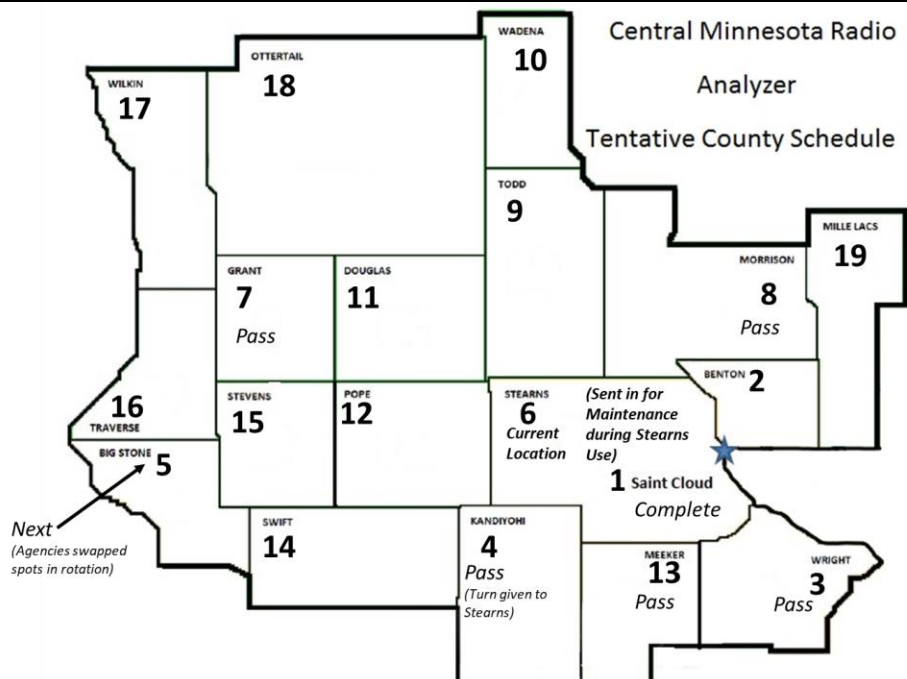 Central Minnesota Radio
Analyzer
Tentative County Schedule
WADENA
10
OTTERTAIL
18
WILKIN
17
TODD
9
MILLE LACS
19
MORRISON
8
Pass
GRANT
7
Pass
DOUGLAS
11
BENTON 2
STEVENS
15
POPE
12
STEARNS
6
Current
Location
(Sent in for
Maintenance
during Stearns
Use)
1 Saint Cloud
Complete
16
TRAVERSE
BIG STONE 5
Next
(Agencies swapped
spots in rotation)
SWIFT
14
KANDIYOHI
4
Pass
(Turn given to
Stearns)
MEEKER
13
Pass
WRIGHT
3
Pass